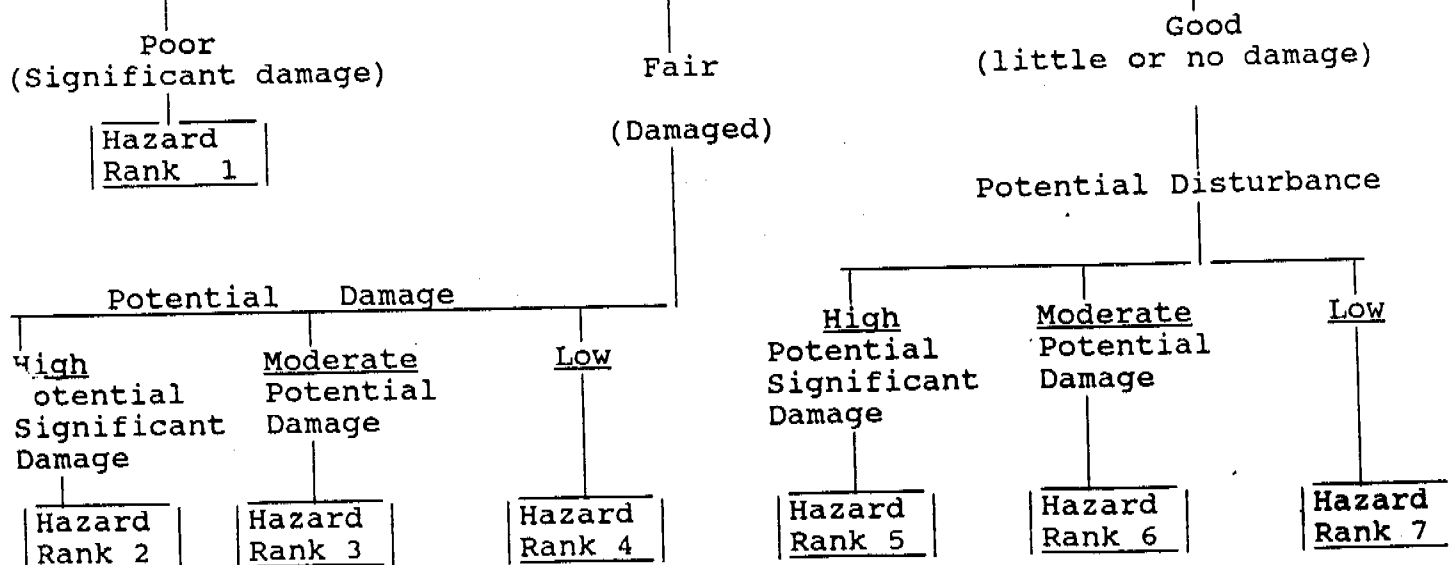 Poor
(Significant damage)
Hazard
Rank 1
Fair
(Damaged)
Good
(little or no damage)
Potential Disturbance
Potential Damage
High
otential
Significant
Damage
Hazard
Rank 2
Moderate
Potential
Damage
Hazard
Rank 3
Low
Hazard
Rank 4
High
Potential
Significant
Damage
Hazard
Rank 5
Moderate
Potential
Damage
Hazard
Rank 6
Low
Hazard
Rank 7